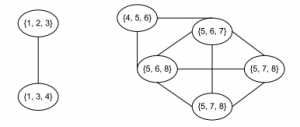 {1, 2, 3}
{4, 5, 6}
{5, 6, 7}
{5, 6, 8}
{5, 7, 8}
{1, 3, 4}
{5, 7, 8}